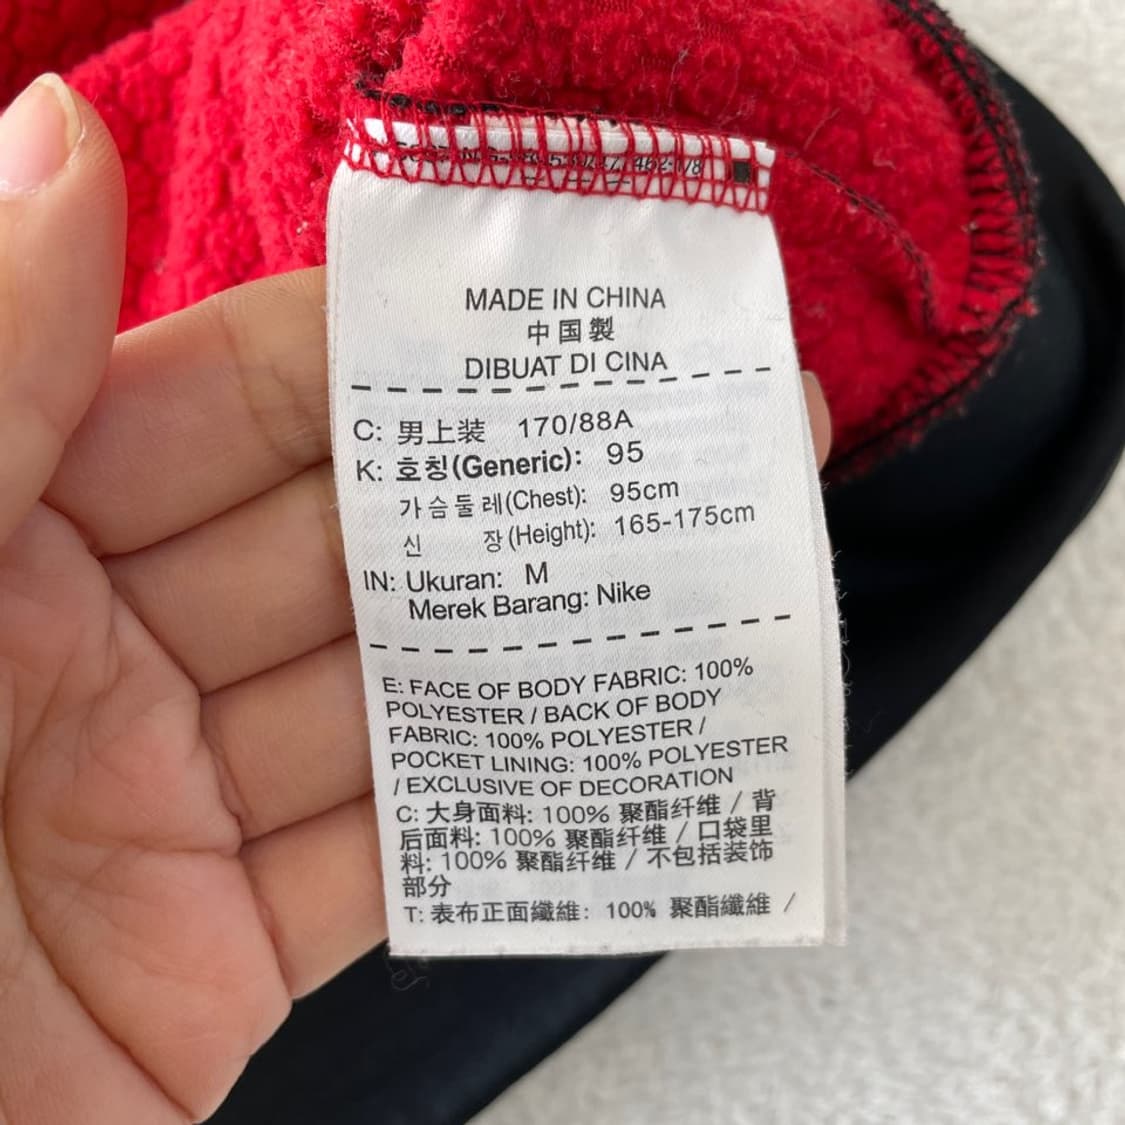 MADE IN CHINA
中国製
DIBUAT DI CINA
C: 男上装 170/88A
K: 호칭(Generic): 95
가슴둘레(Chest): 95cm
신 장(Height): 165-175cm
IN: Ukuran: M
Merek Barang: Nike
E: FACE OF BODY FABRIC: 100%
POLYESTER / BACK OF BODY
FABRIC: 100% POLYESTER /
POCKET LINING: 100% POLYESTER
/ EXCLUSIVE OF DECORATION
C: 大身面料: 100% 聚酯纤维 / 背
后面料: 100% 聚酯纤维 / 口袋里
料: 100% 聚酯纤维 / 不包括装饰
部分
T: 表布正面纖維: 100% 聚酯纖維 /